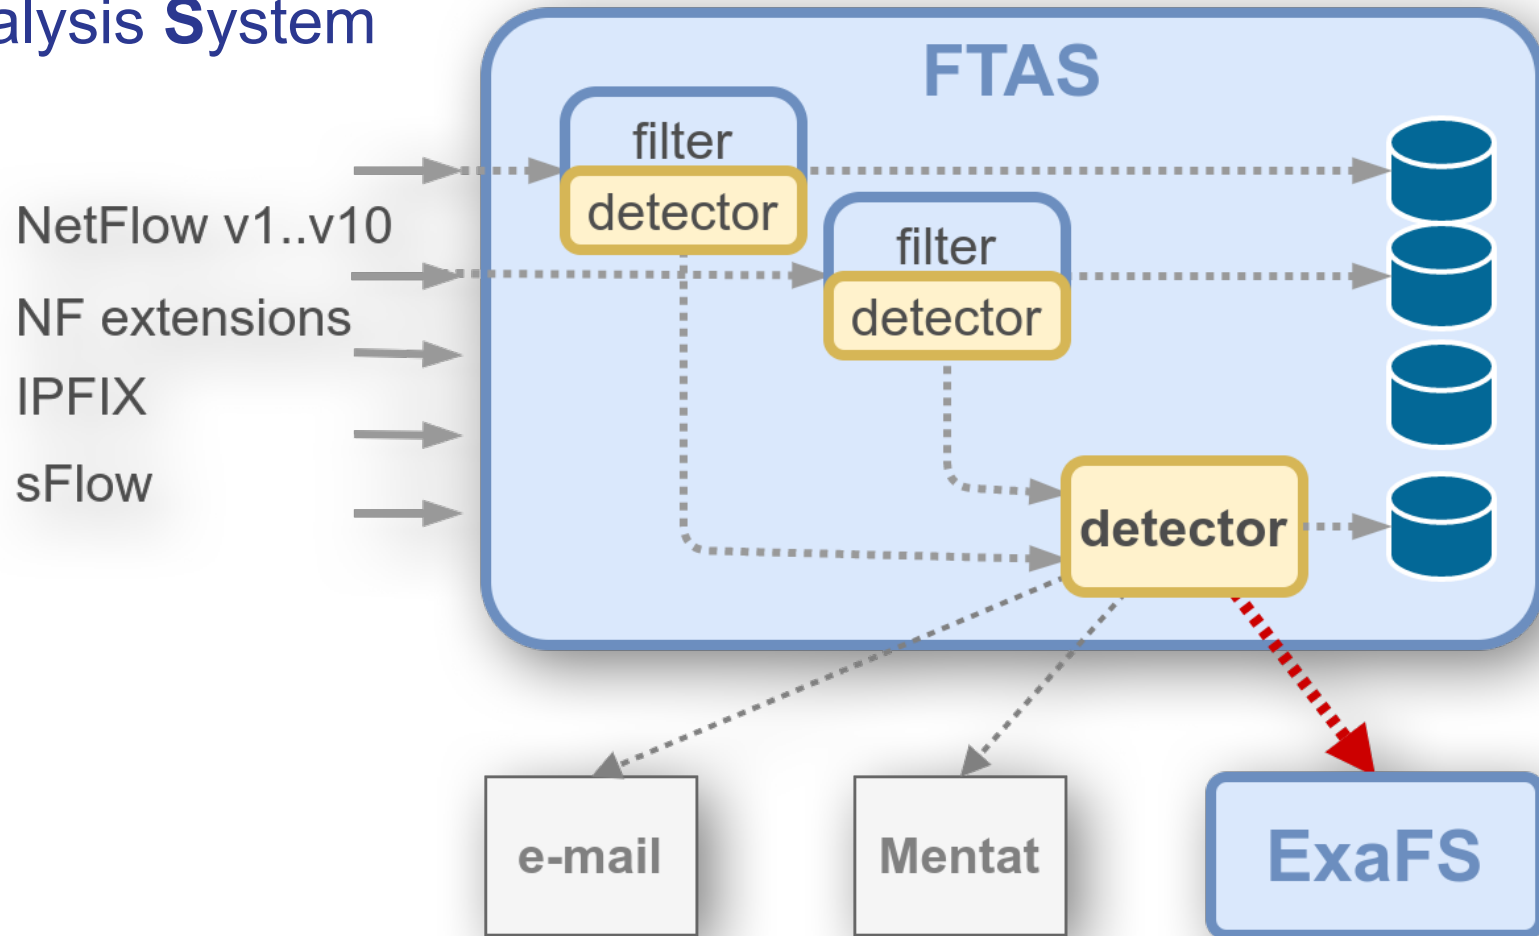 alysis System
FTAS
filter
detector
NetFlow v1..v10
filter
detector
NF extensions
IPFIX
sFlow
detector
e-mail
Mentat
ExaFS